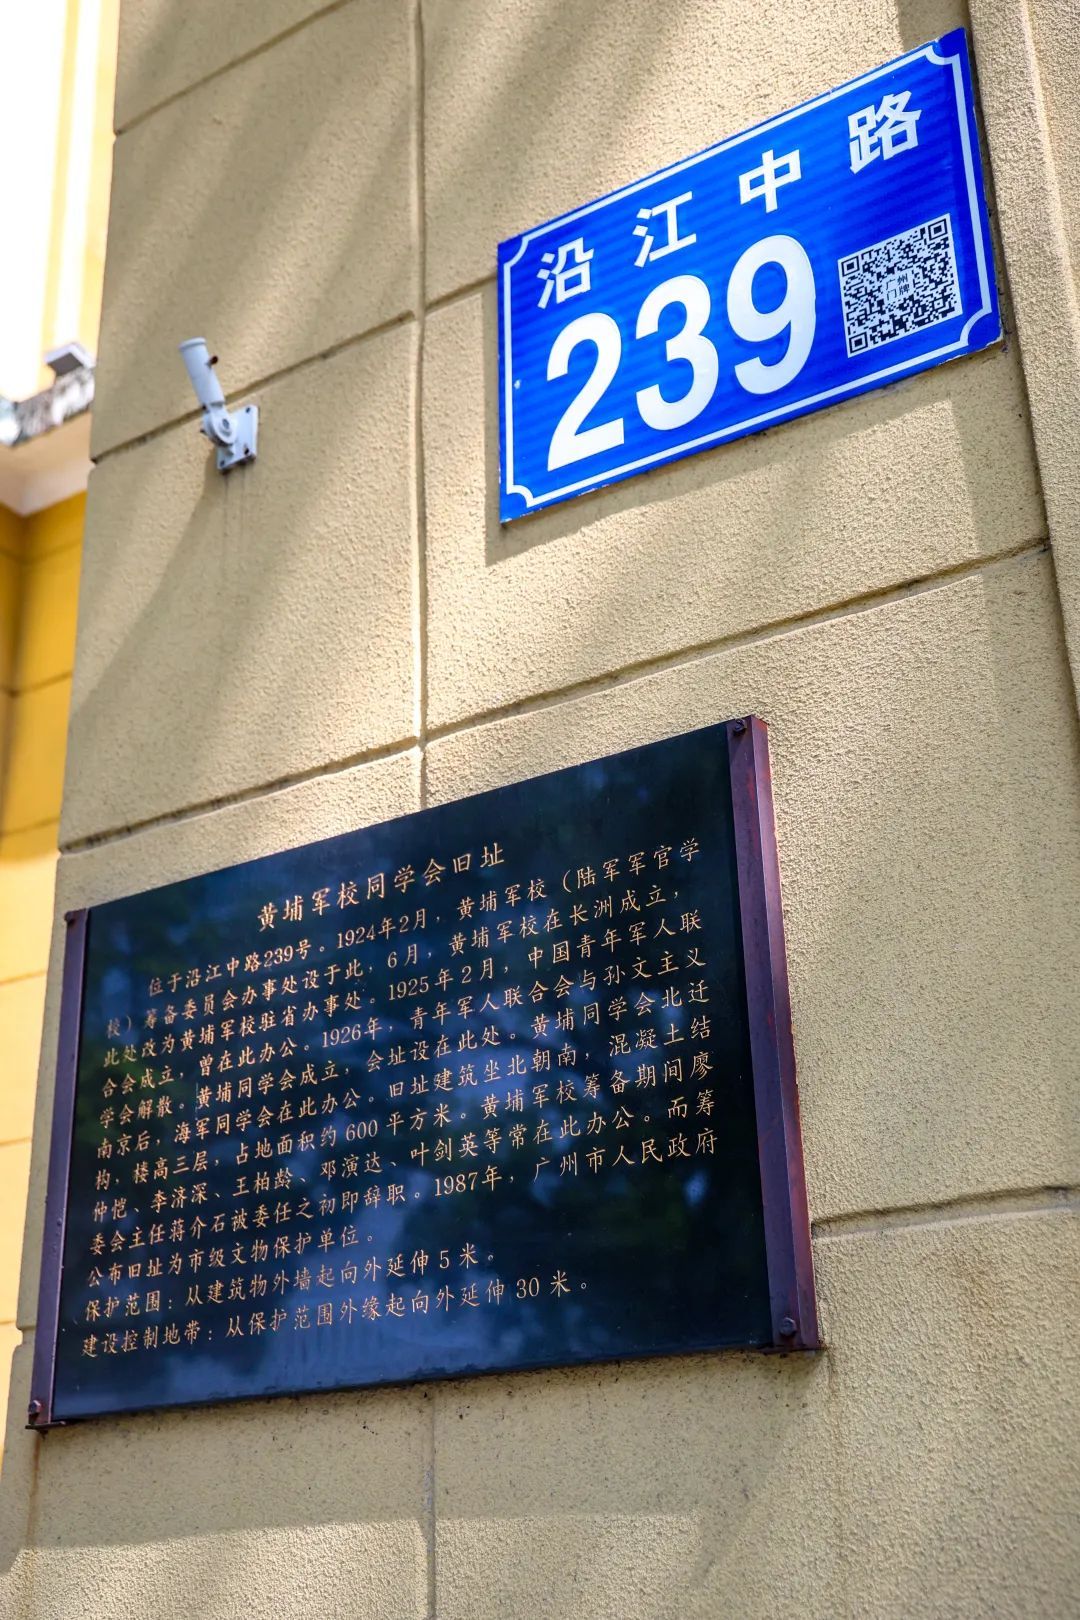 沿江中路
239
广州
门牌
黄埔军校同学会旧址
位于沿江中路239号。1924年2月，黄埔军校（陆军军官学
校）筹备委员会办事处设于此，6月，黄埔军校在长洲成立，
此处改为黄埔军校驻省办事处。1925年2月，中国青年军人联
合会成立，曾在此办公。1926年，青年军人联合会与孙文主义
学会解散。黄埔同学会成立，会址设在此处。黄埔同学会北迁
南京后，海军同学会在此办公。旧址建筑坐北朝南，混凝土结
构，楼高三层，占地面积约600平方米。黄埔军校筹备期间廖
仲恺、李济深、王柏龄、邓演达、叶剑英等常在此办公。而筹
委会主任蒋介石被委任之初即辞职。1987年，广州市人民政府
公布旧址为市级文物保护单位。
保护范围：从建筑物外墙起向外延伸5米。
建设控制地带：从保护范围外缘起向外延伸30米。